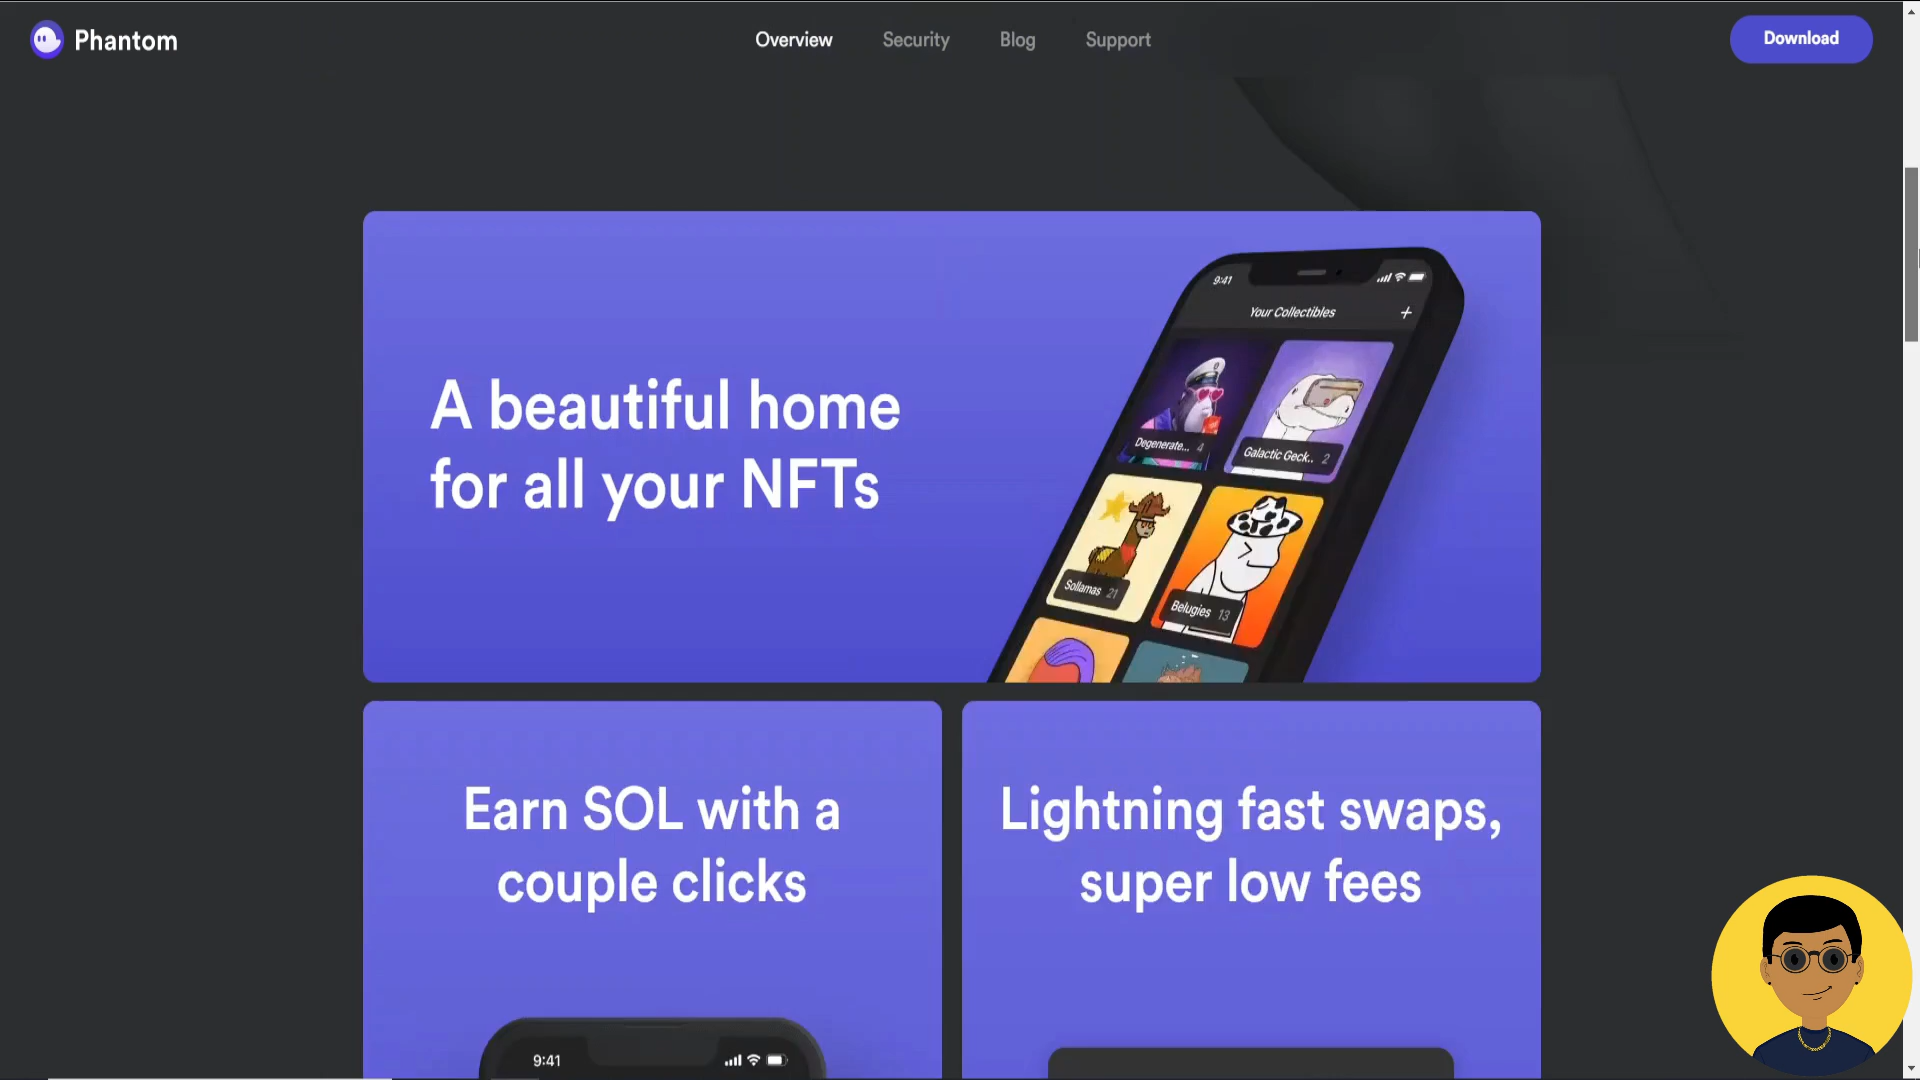 Phantom
Overview
Security
Blog
Support
Download
A beautiful home
for all your NFTs
9:41
Your Collectibles
+
Degenerate... 4
Galactic Geck.. 2
Sollamas 21
Belugies 13
Earn SOL with a
couple clicks
9:41
Lightning fast swaps,
super low fees